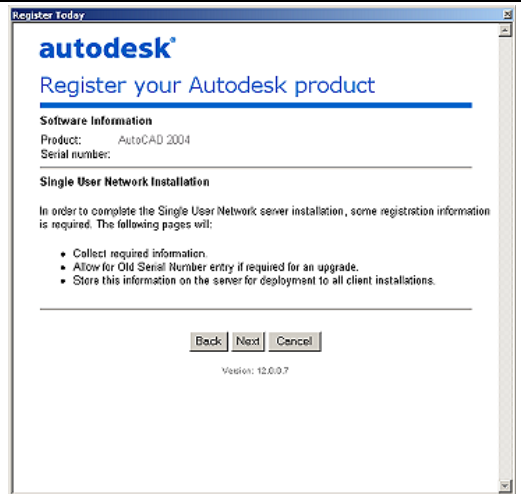 Register Today
autodesk®
Register your Autodesk product
Software Information
Product: AutoCAD 2004
Serial number:
Single User Network Installation
In order to complete the Single User Network server installation, some registration information
is required. The following pages will:
• Collect required information.
• Allow for Old Serial Number entry if required for an upgrade.
• Store this information on the server for deployment to all client installations.
Back Next Cancel
Version: 12.0.0.7